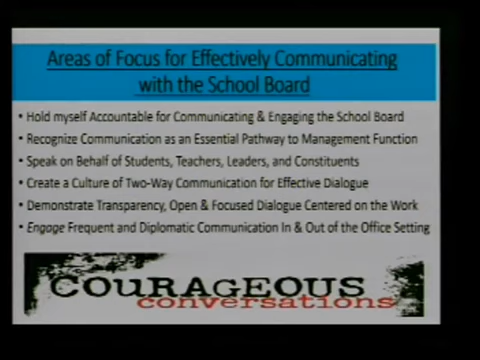 Areas of Focus for Effectively Communicating
with the School Board
• Hold myself Accountable for Communicating & Engaging the School Board
• Recognize Communication as an Essential Pathway to Management Function
• Speak on Behalf of Students, Teachers, Leaders, and Constituents
• Create a Culture of Two-Way Communication for Effective Dialogue
• Demonstrate Transparency, Open & Focused Dialogue Centered on the Work
• Engage Frequent and Diplomatic Communication In & Out of the Office Setting
COURAGEOUS
conversations